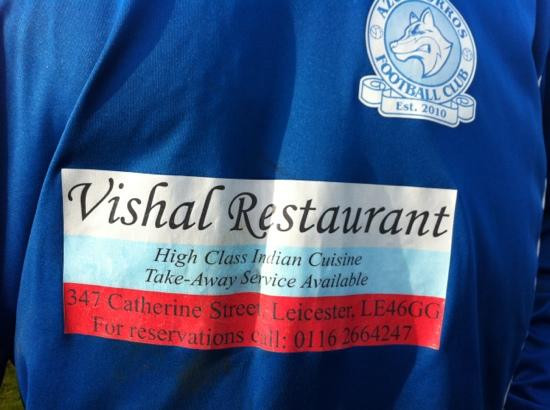 FOOTBALL CLUB
Est. 2010
Vishal Restaurant
High Class Indian Cuisine
Take-Away Service Available
347 Catherine Street, Leicester, LE46GG
For reservations call: 0116 2664247